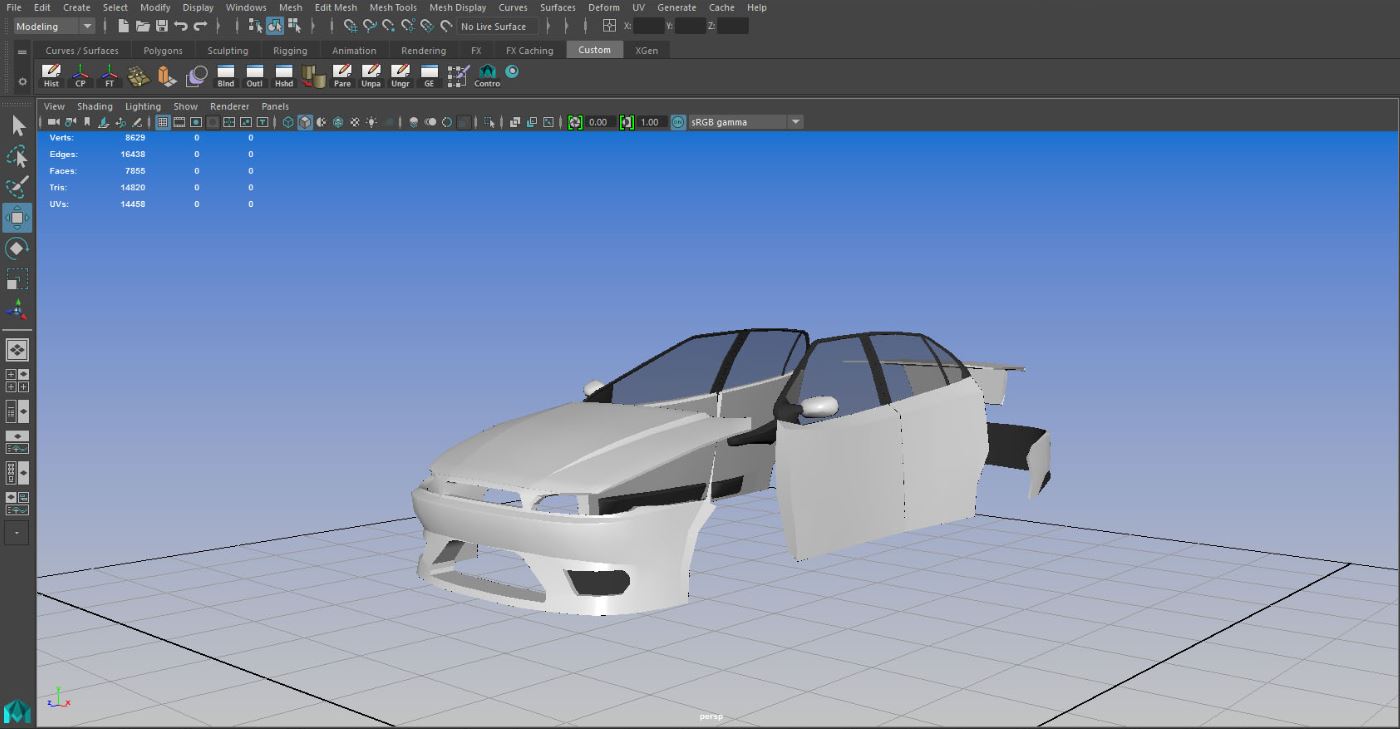 File Edit Create Select Modify Display Windows Mesh Edit Mesh Mesh Tools Mesh Display Curves Surfaces Deform UV Generate Cache Help
Modeling No Live Surface X: Y: Z:
Curves / Surfaces Polygons Sculpting Rigging Animation Rendering FX FX Caching Custom XGen
Hist CP FT Blnd Outl Hshd Pare Unpa Ungr GE Contro
View Shading Lighting Show Renderer Panels
0.00 1.00 ON sRGB gamma
Verts: 8629 0 0
Edges: 16438 0 0
Faces: 7855 0 0
Tris: 14820 0 0
UVs: 14458 0 0
y
z x
persp